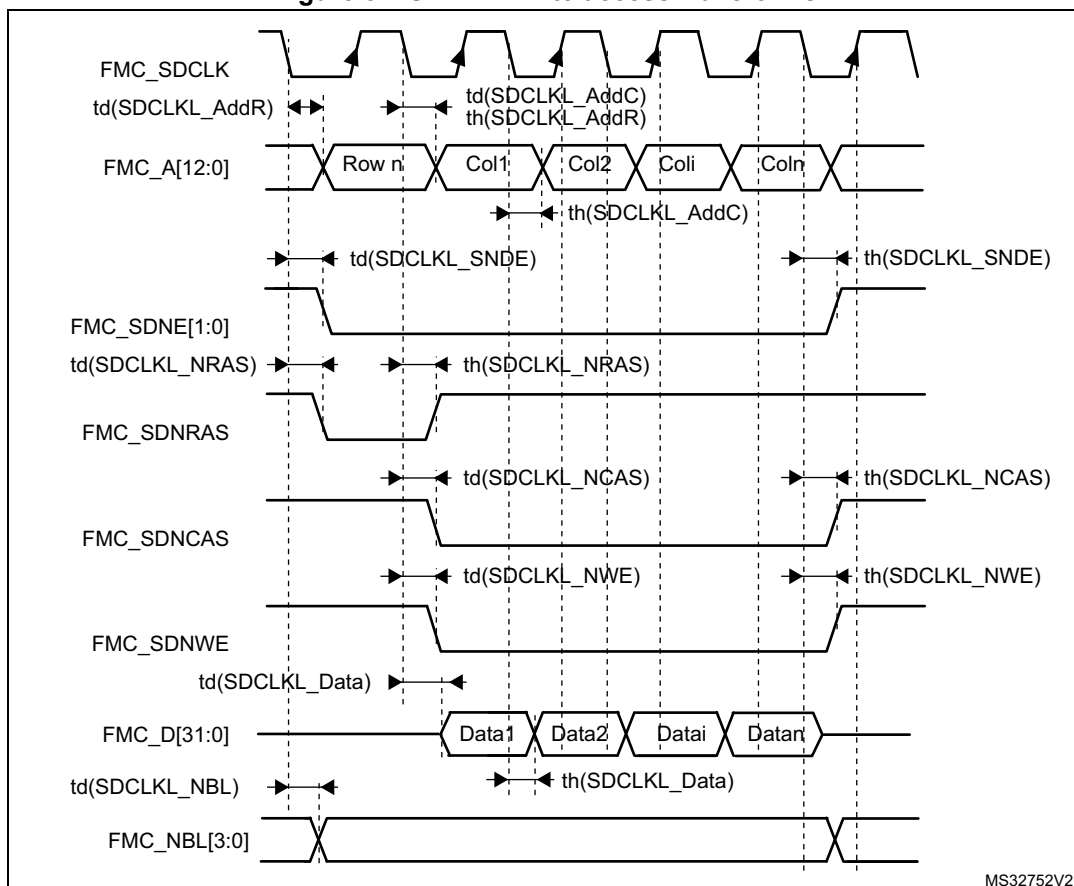 FMC_SDCLK
td(SDCLKL_AddR)
td(SDCLKL_AddC)
th(SDCLKL_AddR)
FMC_A[12:0]
Row n
Col1
Col2
Coli
Coln
th(SDCLKL_AddC)
td(SDCLKL_SNDE)
th(SDCLKL_SNDE)
FMC_SDNE[1:0]
td(SDCLKL_NRAS)
th(SDCLKL_NRAS)
FMC_SDNRAS
td(SDCLKL_NCAS)
th(SDCLKL_NCAS)
FMC_SDNCAS
td(SDCLKL_NWE)
th(SDCLKL_NWE)
FMC_SDNWE
td(SDCLKL_Data)
FMC_D[31:0]
Data1
Data2
Datai
Datan
td(SDCLKL_NBL)
th(SDCLKL_Data)
FMC_NBL[3:0]
MS32752V2